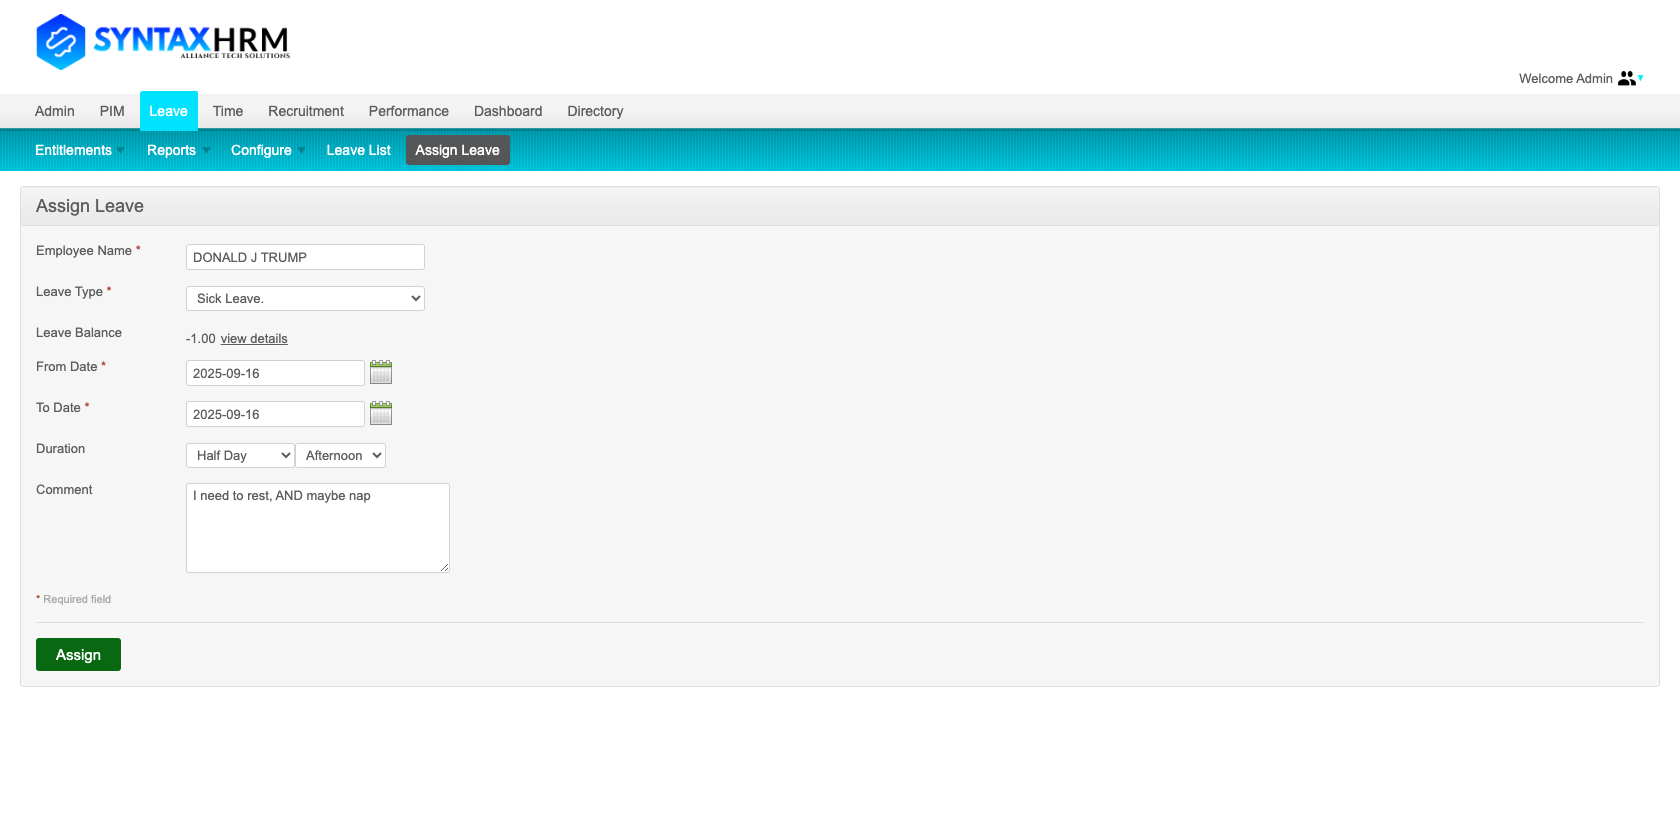 SYNTAXHRM
ALLIANCE TECH SOLUTIONS
Welcome Admin
Admin PIM Leave Time Recruitment Performance Dashboard Directory
Entitlements Reports Configure Leave List Assign Leave
Assign Leave
Employee Name * DONALD J TRUMP
Leave Type * Sick Leave.
Leave Balance -1.00 view details
From Date * 2025-09-16
To Date * 2025-09-16
Duration Half Day Afternoon
Comment I need to rest, AND maybe nap
* Required field
Assign